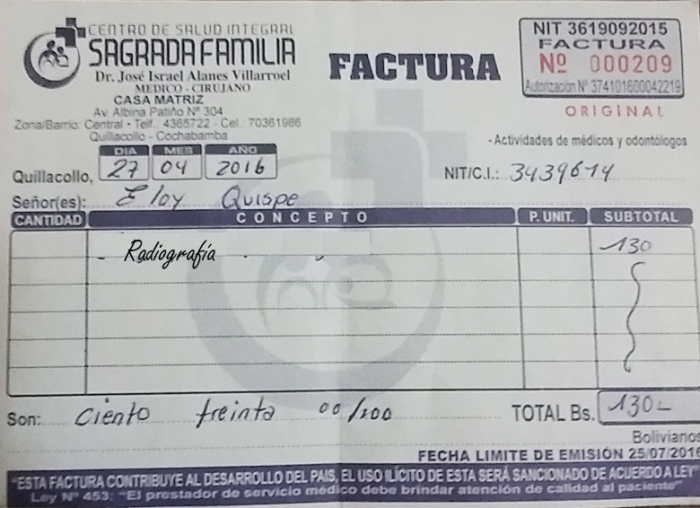 CENTRO DE SALUD INTEGRAL
SAGRADA FAMILIA
Dr. José Israel Alanes Villarroel
MEDICO - CIRUJANO
CASA MATRIZ
Av. Albina Patiño Nº 304
Zona/Barrio: Central - Telf. 4365722 - Cel. 70361986
Quillacollo - Cochabamba
FACTURA
NIT 3619092015
FACTURA
Nº 000209
Autorización Nº 374101600042219
ORIGINAL
- Actividades de médicos y odontólogos
DIA MES AÑO
Quillacollo, 27 04 2016 NIT/C.I.: 3439614
Señor(es): Eloy Quispe
CANTIDAD CONCEPTO P. UNIT. SUBTOTAL
- Radiografía 130
Son: Ciento treinta 00/100 TOTAL Bs. 130-
Bolivianos
FECHA LIMITE DE EMISIÓN 25/07/2016
"ESTA FACTURA CONTRIBUYE AL DESARROLLO DEL PAIS, EL USO ILÍCITO DE ESTA SERÁ SANCIONADO DE ACUERDO A LEY"
Ley Nº 453: "El prestador de servicio médico debe brindar atención de calidad al paciente"